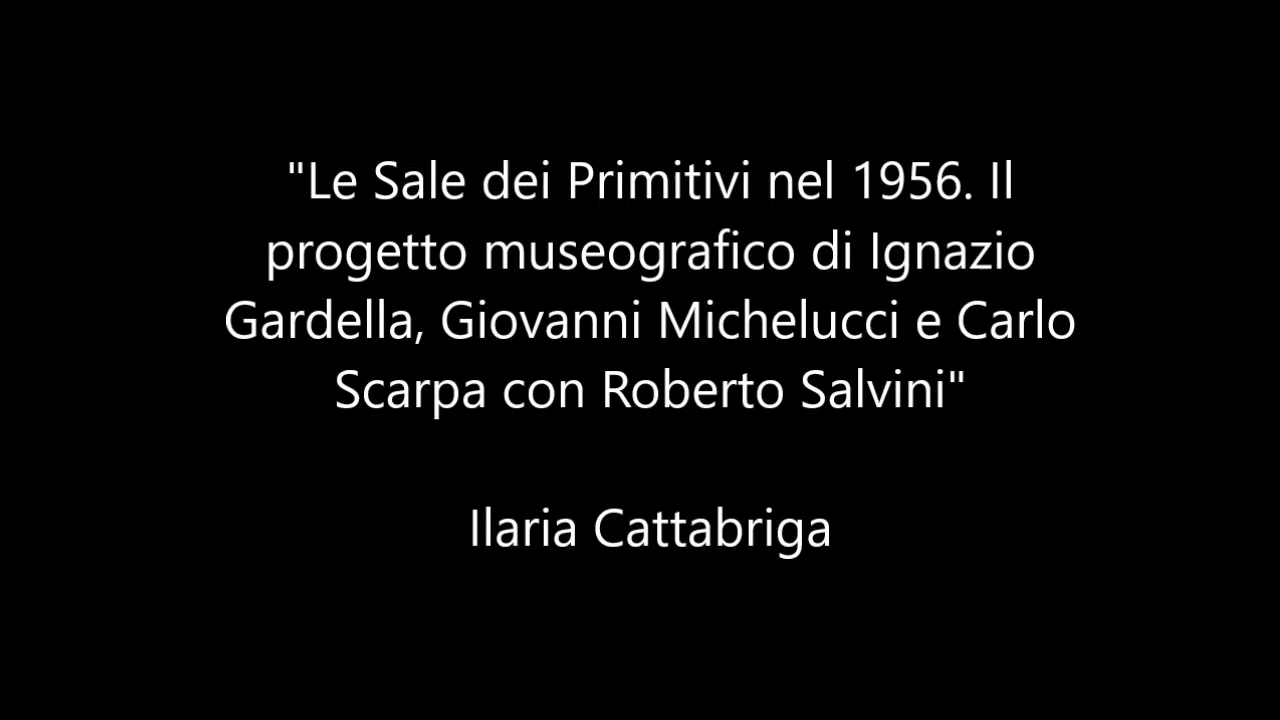 "Le Sale dei Primitivi nel 1956. Il
progetto museografico di Ignazio
Gardella, Giovanni Michelucci e Carlo
Scarpa con Roberto Salvini"
Ilaria Cattabriga